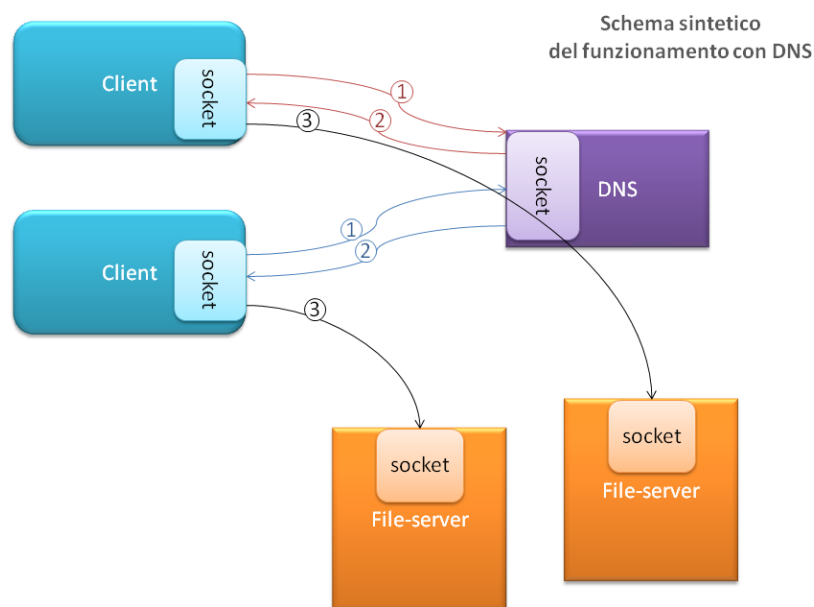 Schema sintetico
del funzionamento con DNS
Client
socket
1
2
3
socket
DNS
Client
socket
1
2
3
socket
File-server
socket
File-server